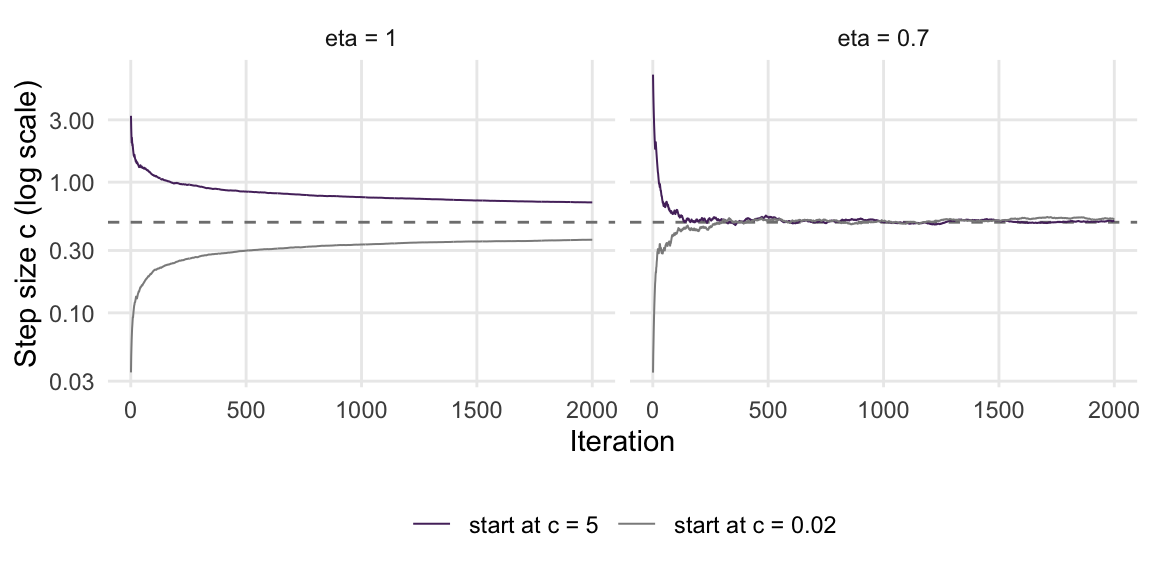 eta = 1
eta = 0.7
Step size c (log scale)
3.00
1.00
0.30
0.10
0.03
0 500 1000 1500 2000
0 500 1000 1500 2000
Iteration
start at c = 5
start at c = 0.02